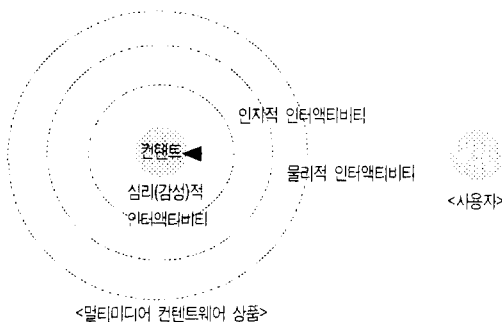 인지적 인터액티비티
컨텐트
물리적 인터액티비티
심리(감성)적
인터액티비티
<사용자>
<멀티미디어 컨텐트웨어 상품>